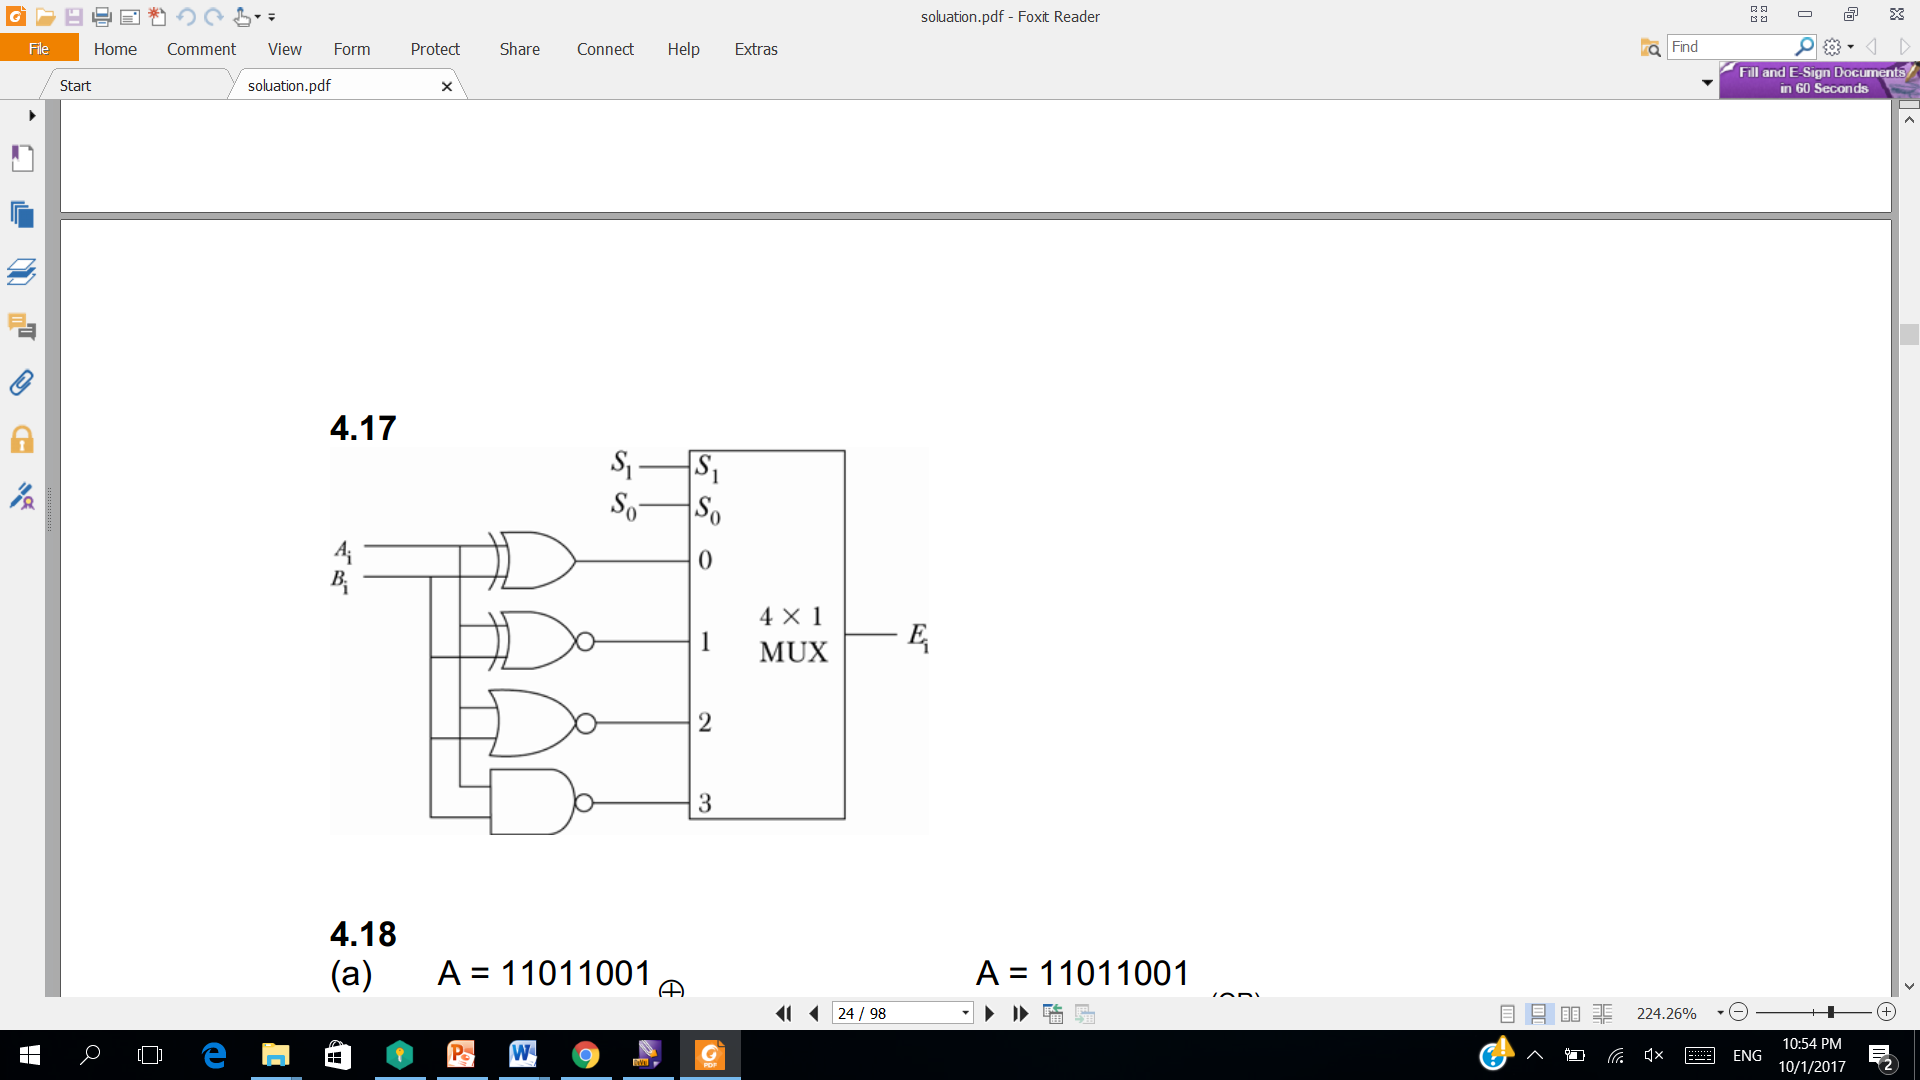 soluation.pdf - Foxit Reader
File Home Comment View Form Protect Share Connect Help Extras
Find
Start
soluation.pdf
Fill and E-Sign Documents
in 60 Seconds
4.17
S1 S1
S0 S0
Ai
Bi
0
1
2
3
4 × 1
MUX
Ei
4.18
(a) A = 11011001 ⊕ A = 11011001 (OR)
24 / 98
224.26%
ENG
10:54 PM
10/1/2017
2